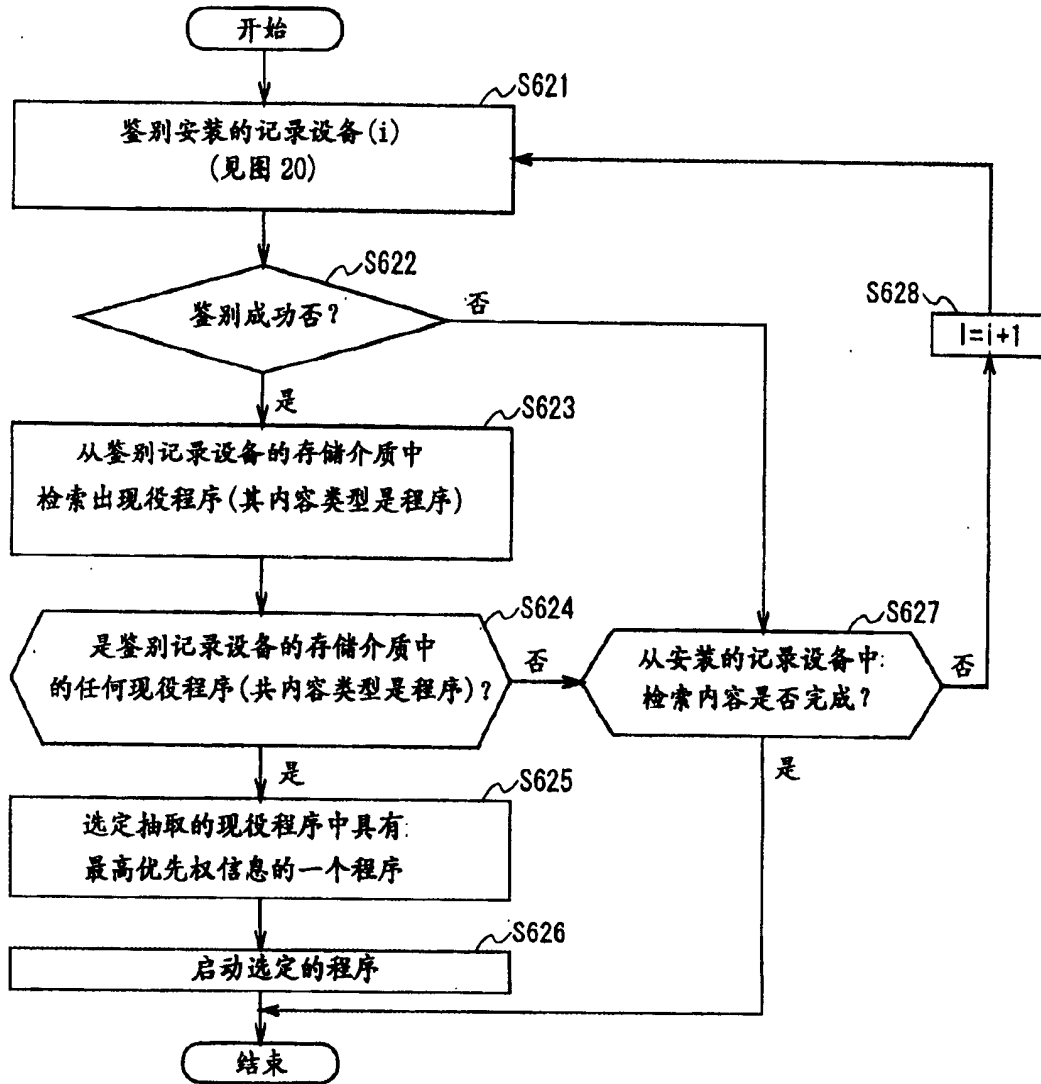 开始
S621
鉴别安装的记录设备(i)
(见图 20)
S622
鉴别成功否?
否
S628
I=i+1
是
S623
从鉴别记录设备的存储介质中
检索出现役程序(其内容类型是程序)
S624
是鉴别记录设备的存储介质中
的任何现役程序(共内容类型是程序)?
否
S627
从安装的记录设备中:
检索内容是否完成?
否
是
是
S625
选定抽取的现役程序中具有:
最高优先权信息的一个程序
S626
启动选定的程序
结束